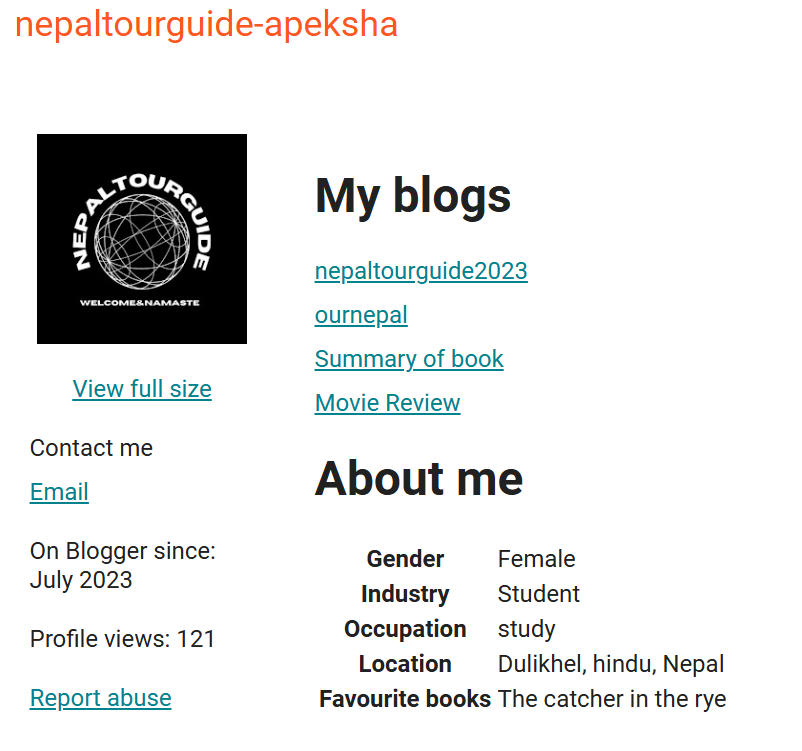 nepaltourguide-apeksha
NEPALTOURGUIDE
WELCOME&NAMASTE
View full size
Contact me
Email
On Blogger since:
July 2023
Profile views: 121
Report abuse
My blogs
nepaltourguide2023
ournepal
Summary of book
Movie Review
About me
Gender Female
Industry Student
Occupation study
Location Dulikhel, hindu, Nepal
Favourite books The catcher in the rye